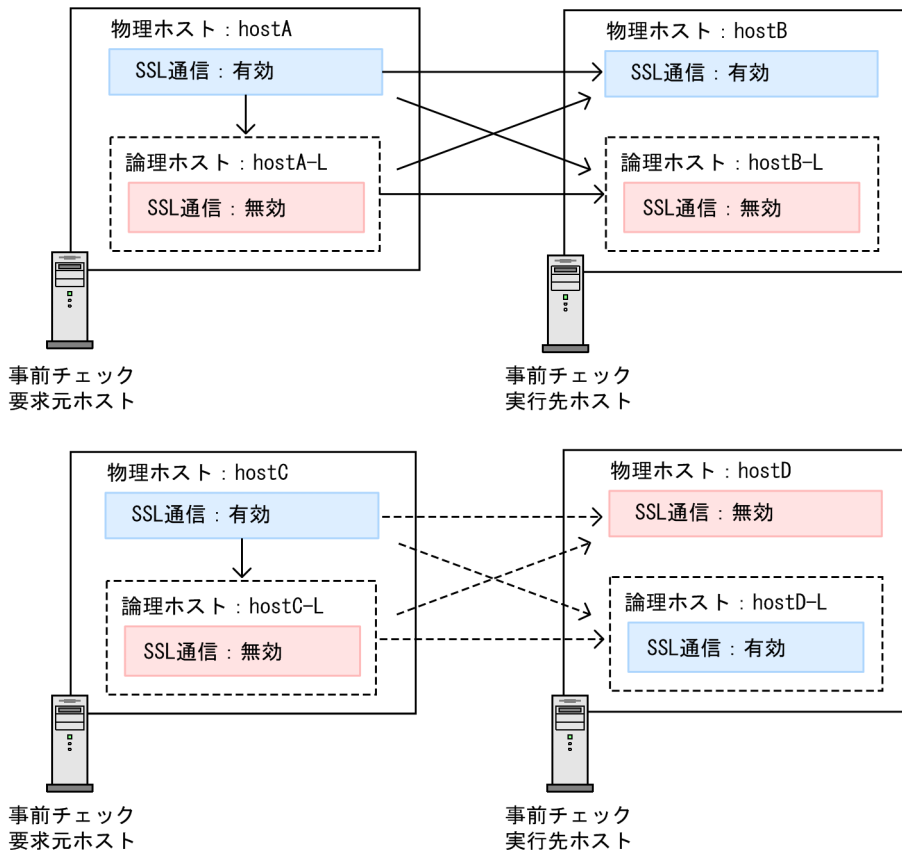 物理ホスト：hostA
SSL通信：有効
論理ホスト：hostA-L
SSL通信：無効
事前チェック
要求元ホスト
物理ホスト：hostB
SSL通信：有効
論理ホスト：hostB-L
SSL通信：無効
事前チェック
実行先ホスト
物理ホスト：hostC
SSL通信：有効
論理ホスト：hostC-L
SSL通信：無効
事前チェック
要求元ホスト
物理ホスト：hostD
SSL通信：無効
論理ホスト：hostD-L
SSL通信：有効
事前チェック
実行先ホスト